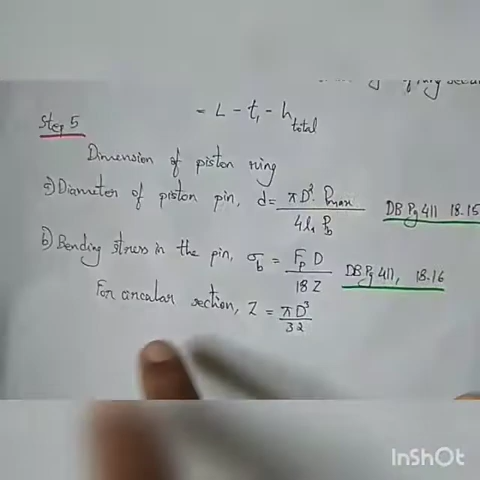 = L - t₁ - h total
Step 5
Dimension of piston ring
a) Diameter of piston pin, d = πD² Pmax / 4l₁ Pb DB Pg 411 18.15
b) Bending stress in the pin, σb = Fp D / 18 Z DB Pg 411, 18.16
For circular section, Z = πD³ / 32
InShOt